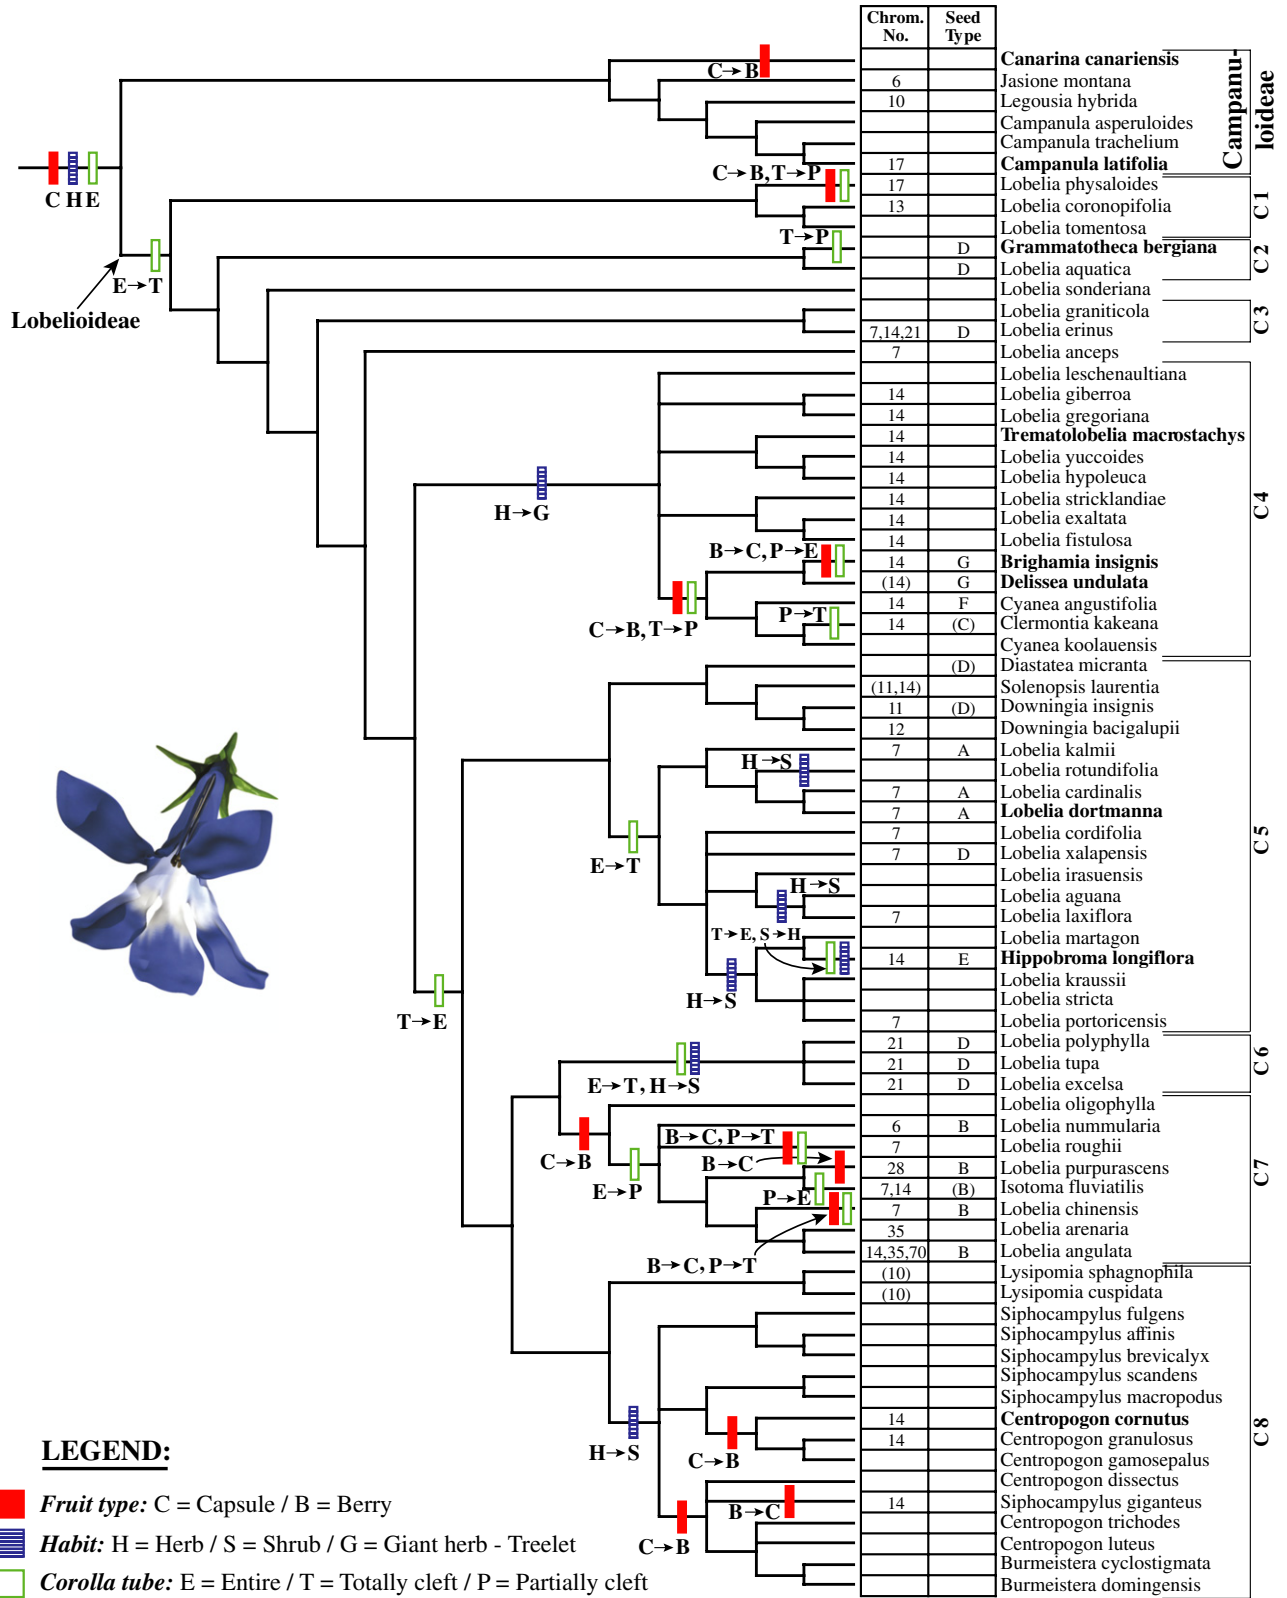 Chrom. No. Seed Type
C→B Canarina canariensis
6 Jasione montana
10 Legousia hybrida
Campanula asperuloides
Campanula trachelium
17 Campanula latifolia
Campanu-
loideae
C H E
C→B, T→P
17 Lobelia physaloides
13 Lobelia coronopifolia
Lobelia tomentosa
C 1
T→P
D Grammatotheca bergiana
D Lobelia aquatica
C 2
E→T
Lobelioideae
Lobelia sonderiana
Lobelia graniticola
7,14,21 D Lobelia erinus
C 3
7 Lobelia anceps
Lobelia leschenaultiana
14 Lobelia giberroa
14 Lobelia gregoriana
14 Trematolobelia macrostachys
14 Lobelia yuccoides
14 Lobelia hypoleuca
H→G
14 Lobelia stricklandiae
14 Lobelia exaltata
14 Lobelia fistulosa
B→C, P→E
14 G Brighamia insignis
(14) G Delissea undulata
14 F Cyanea angustifolia
P→T
14 (C) Clermontia kakeana
C→B, T→P
Cyanea koolauensis
C 4
(D) Diastatea micranta
(11,14) Solenopsis laurentia
11 (D) Downingia insignis
12 Downingia bacigalupii
7 A Lobelia kalmii
H→S
Lobelia rotundifolia
7 A Lobelia cardinalis
7 A Lobelia dortmanna
7 Lobelia cordifolia
7 D Lobelia xalapensis
E→T
Lobelia irasuensis
H→S
Lobelia aguana
7 Lobelia laxiflora
T→E, S→H
Lobelia martagon
14 E Hippobroma longiflora
Lobelia kraussii
H→S
Lobelia stricta
7 Lobelia portoricensis
C 5
T→E
21 D Lobelia polyphylla
21 D Lobelia tupa
21 D Lobelia excelsa
E→T, H→S
C 6
Lobelia oligophylla
6 B Lobelia nummularia
B→C, P→T
7 Lobelia roughii
C→B
B→C
28 B Lobelia purpurascens
7,14 (B) Isotoma fluviatilis
E→P
P→E
7 B Lobelia chinensis
35 Lobelia arenaria
14,35,70 B Lobelia angulata
B→C, P→T
C 7
(10) Lysipomia sphagnophila
(10) Lysipomia cuspidata
Siphocampylus fulgens
Siphocampylus affinis
Siphocampylus brevicalyx
Siphocampylus scandens
Siphocampylus macropodus
14 Centropogon cornutus
14 Centropogon granulosus
H→S
C→B
Centropogon gamosepalus
Centropogon dissectus
14 Siphocampylus giganteus
B→C
Centropogon trichodes
C→B
Centropogon luteus
Burmeistera cyclostigmata
Burmeistera domingensis
C 8
LEGEND:
Fruit type: C = Capsule / B = Berry
Habit: H = Herb / S = Shrub / G = Giant herb - Treelet
Corolla tube: E = Entire / T = Totally cleft / P = Partially cleft